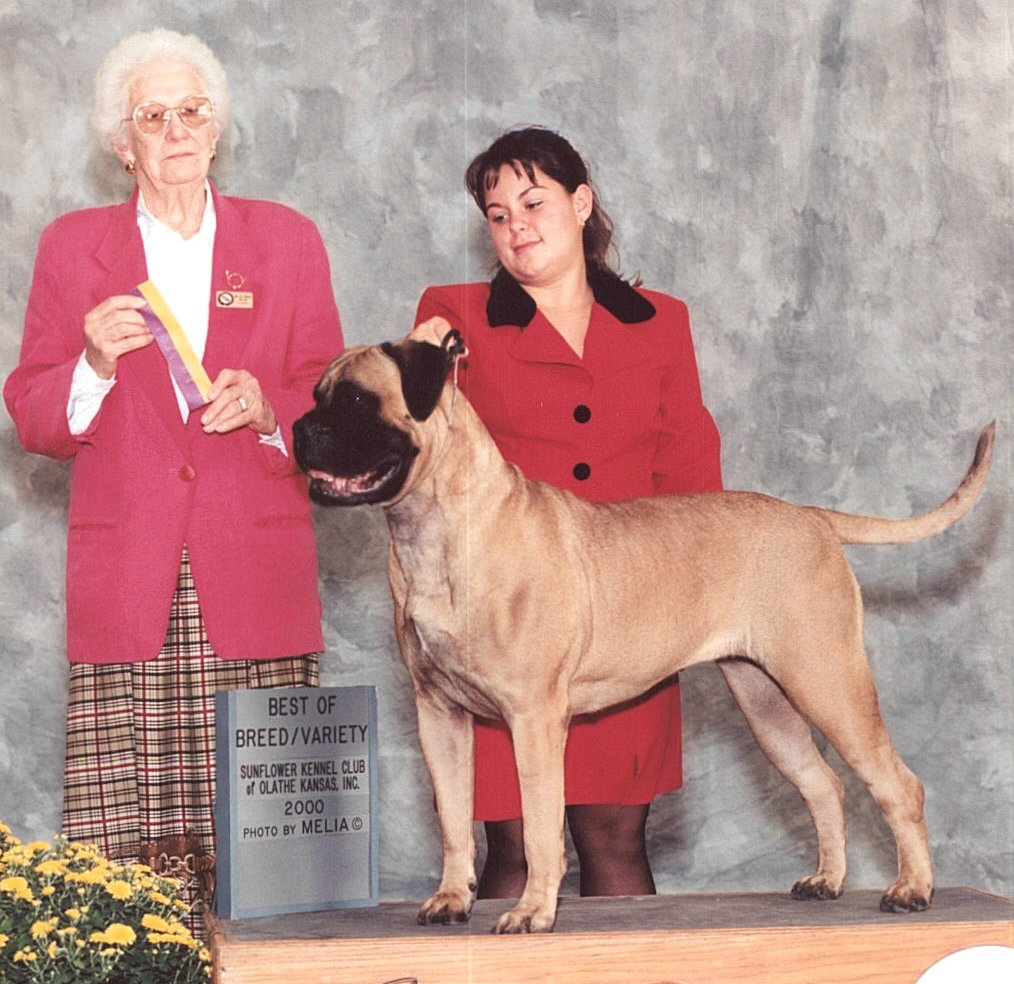 BEST OF
BREED/VARIETY
SUNFLOWER KENNEL CLUB
of OLATHE KANSAS, INC.
2000
PHOTO BY MELIA ©